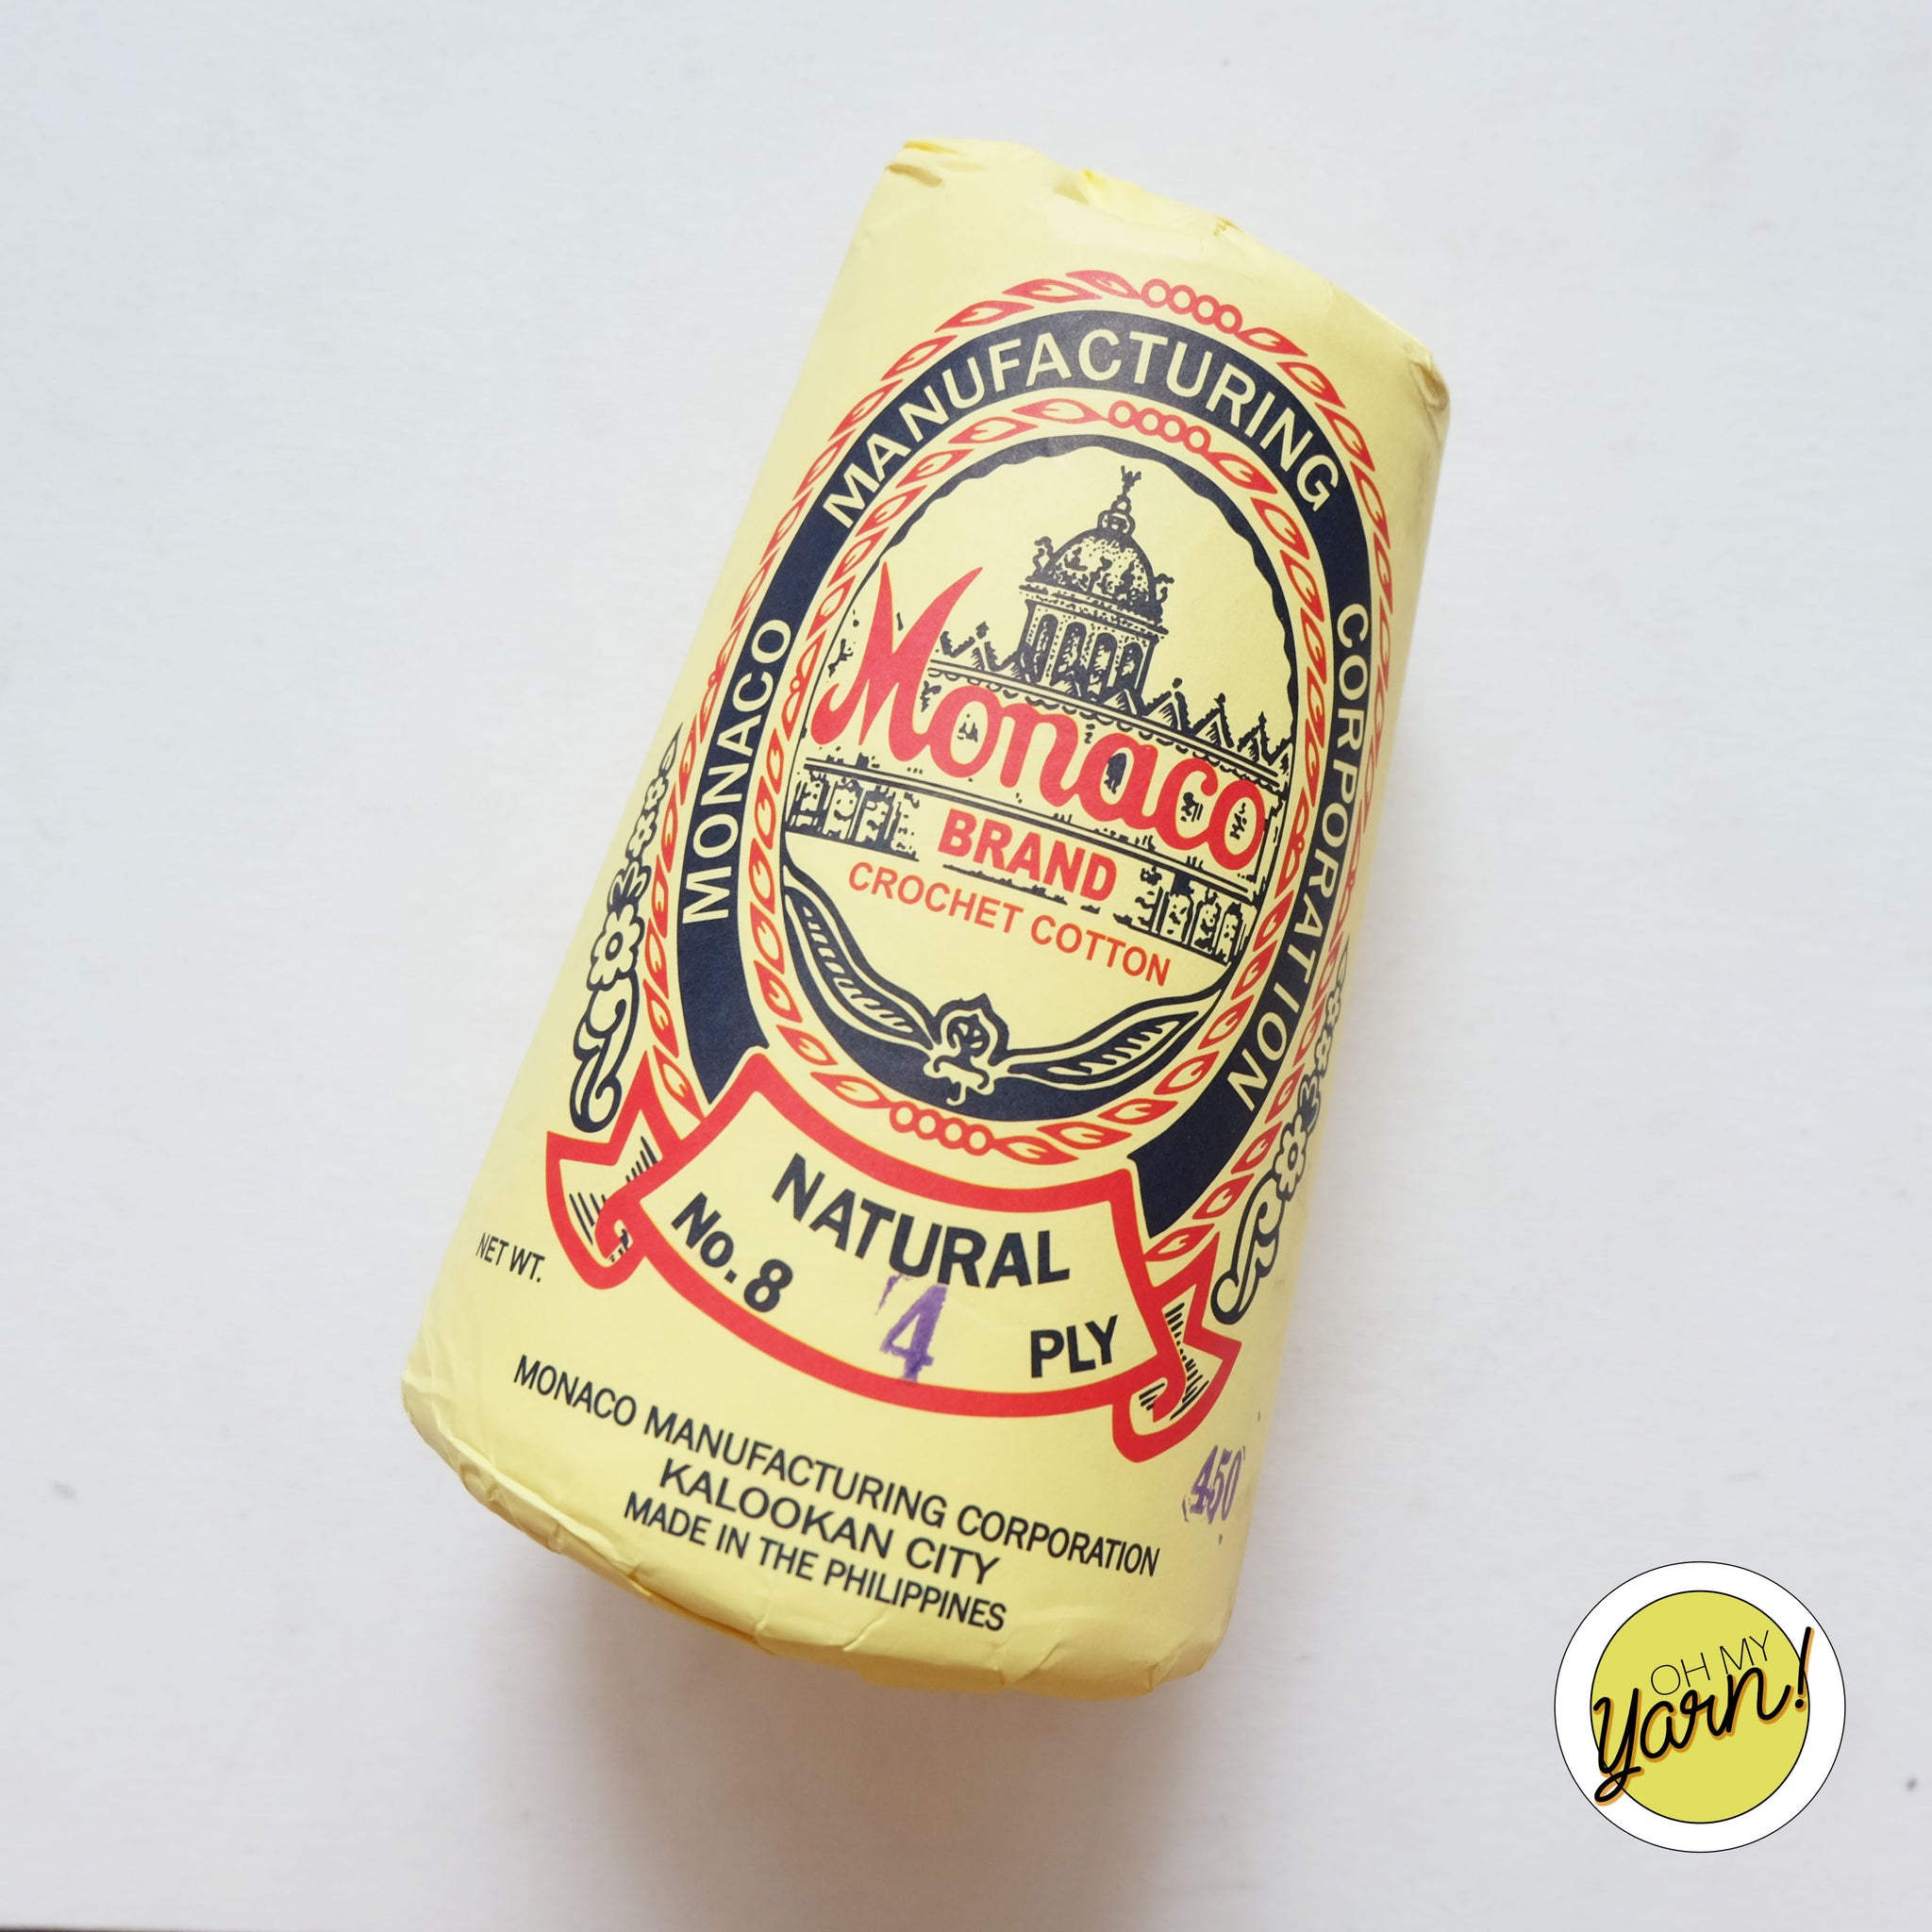 MONACO MANUFACTURING CORPORATION
Monaco
BRAND
CROCHET COTTON
NATURAL
No. 8 4 PLY
NET WT.
450
MONACO MANUFACTURING CORPORATION
KALOOKAN CITY
MADE IN THE PHILIPPINES
OH MY
yarn!